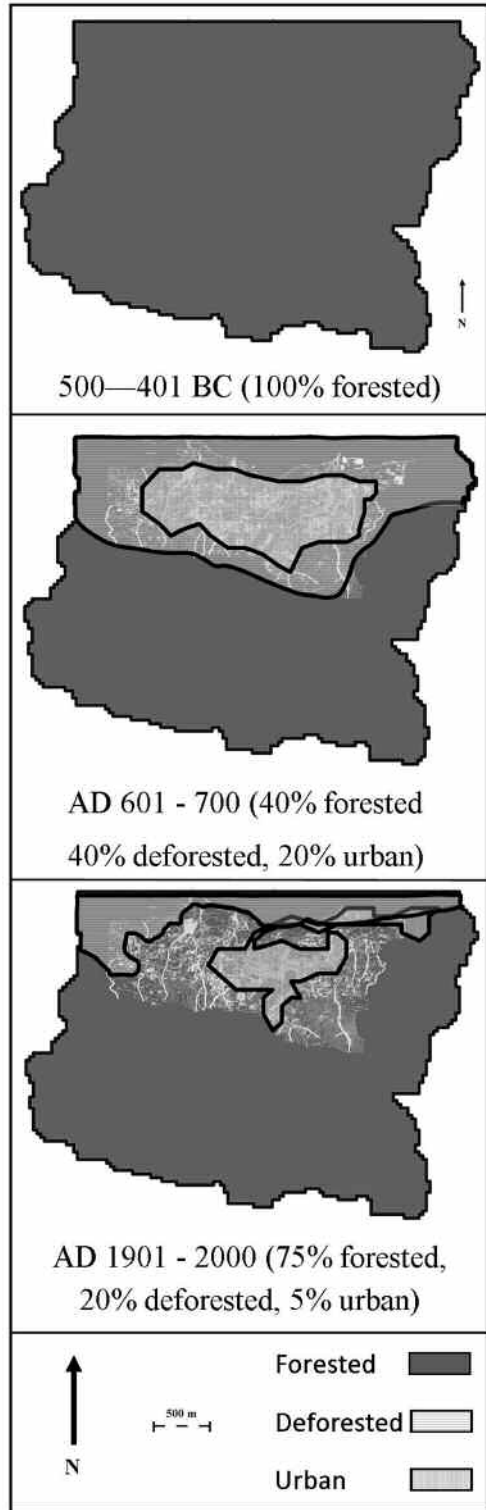 N
500—401 BC (100% forested)
AD 601 - 700 (40% forested
40% deforested, 20% urban)
AD 1901 - 2000 (75% forested,
20% deforested, 5% urban)
N
500 m
Forested
Deforested
Urban